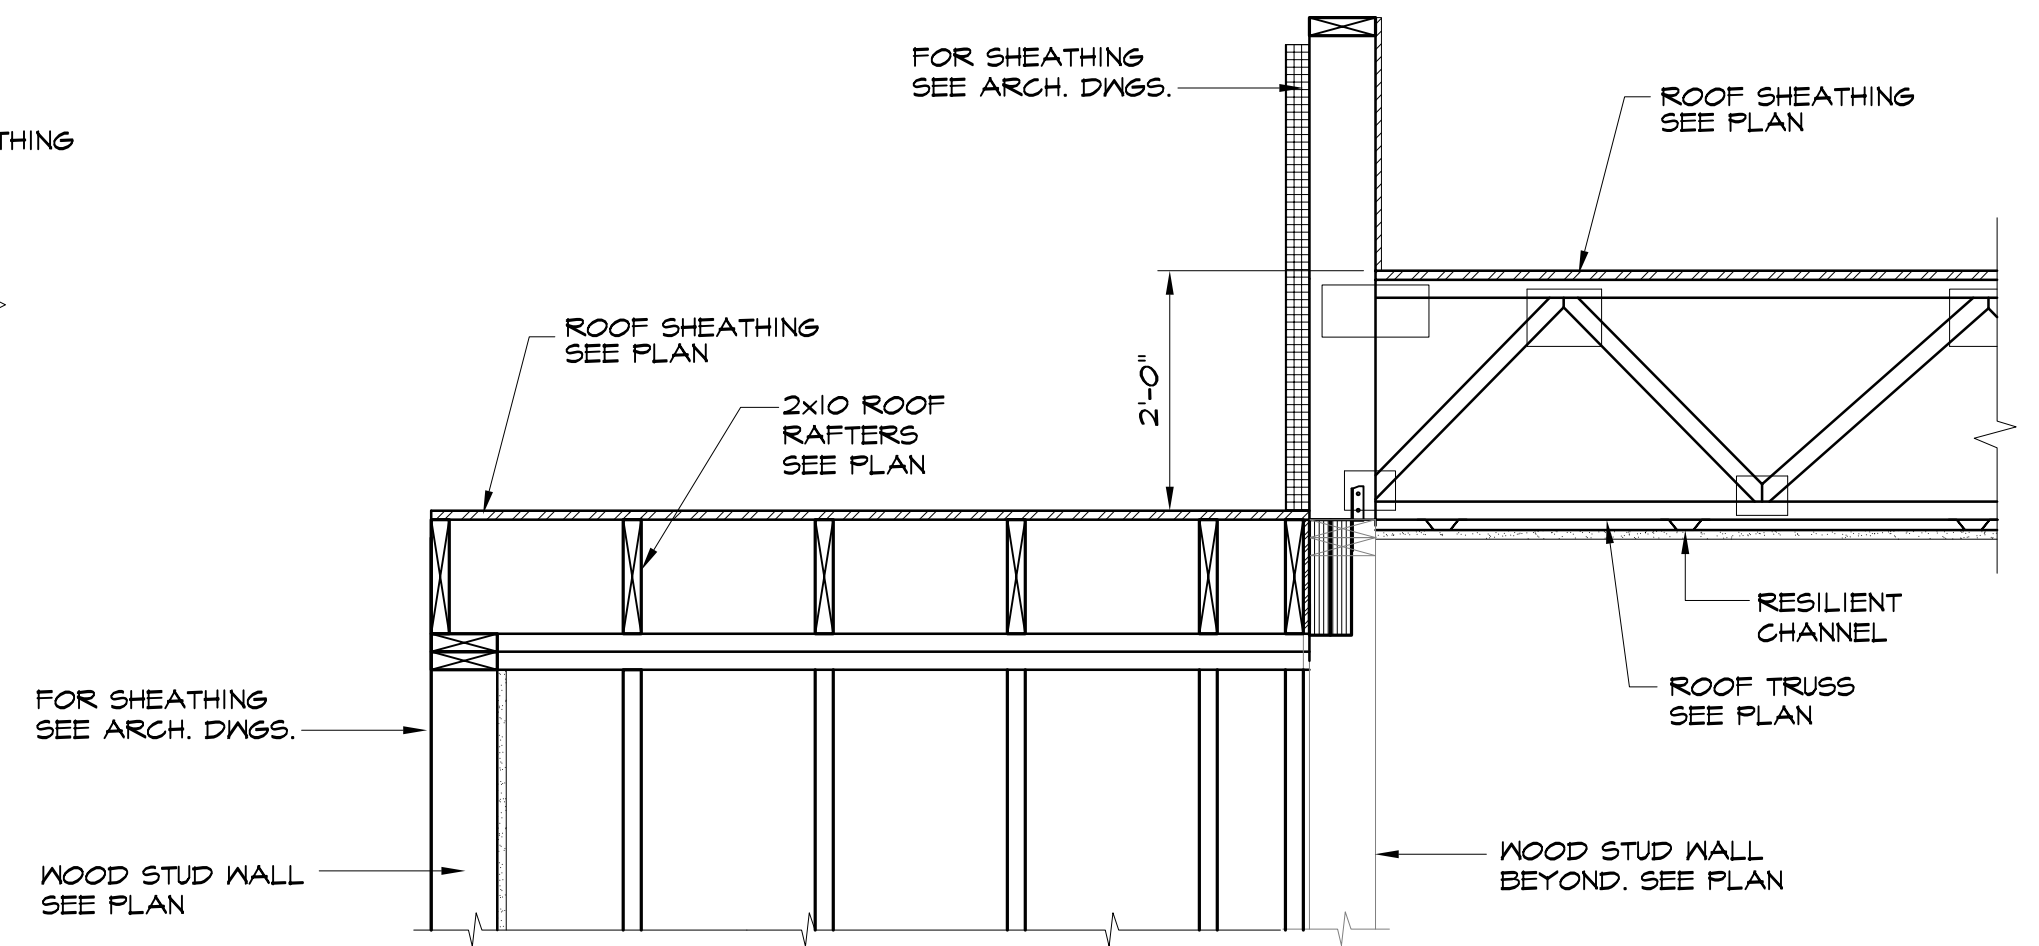 FOR SHEATHING
SEE ARCH. DWGS.
ROOF SHEATHING
SEE PLAN
THING
ROOF SHEATHING
SEE PLAN
2x10 ROOF
RAFTERS
SEE PLAN
2'-0"
RESILIENT
CHANNEL
ROOF TRUSS
SEE PLAN
FOR SHEATHING
SEE ARCH. DWGS.
WOOD STUD WALL
SEE PLAN
WOOD STUD WALL
BEYOND. SEE PLAN